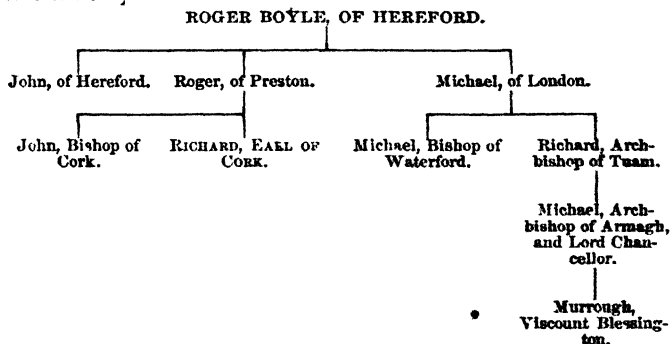 ROGER BOYLE, OF HEREFORD.
John, of Hereford.
Roger, of Preston.
Michael, of London.
John, Bishop of
Cork.
RICHARD, EARL OF
CORK.
Michael, Bishop of
Waterford.
Richard, Arch-
bishop of Tuam.
Michael, Arch-
bishop of Armagh,
and Lord Chan-
cellor.
Murrough,
Viscount Blessing-
ton.